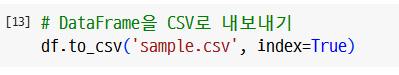 [13] # DataFrame을 CSV로 내보내기
df.to_csv('sample.csv', index=True)